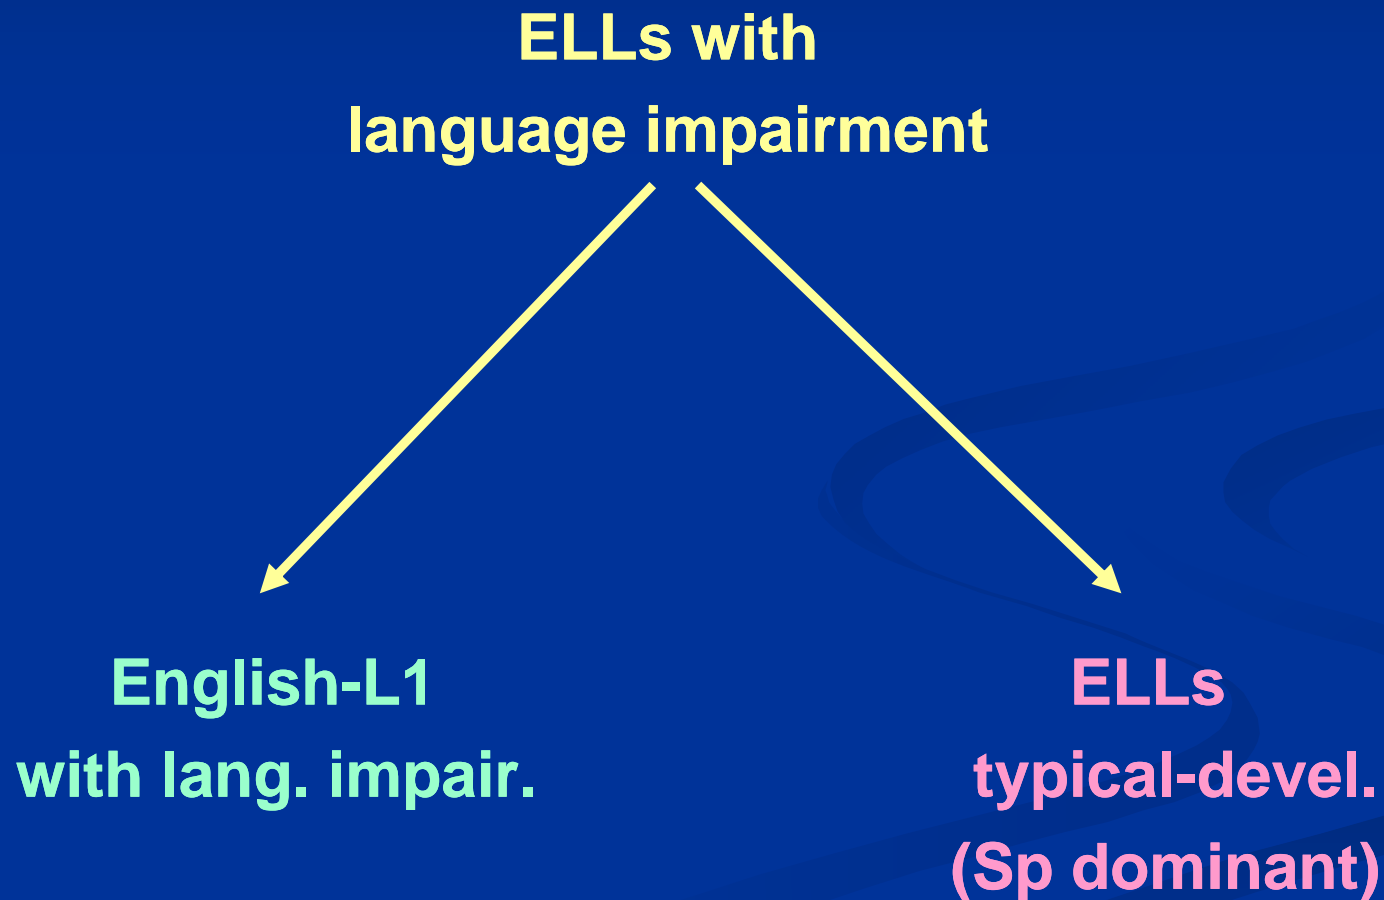 ELLs with
language impairment
English-L1
with lang. impair.
ELLs
typical-devel.
(Sp dominant)